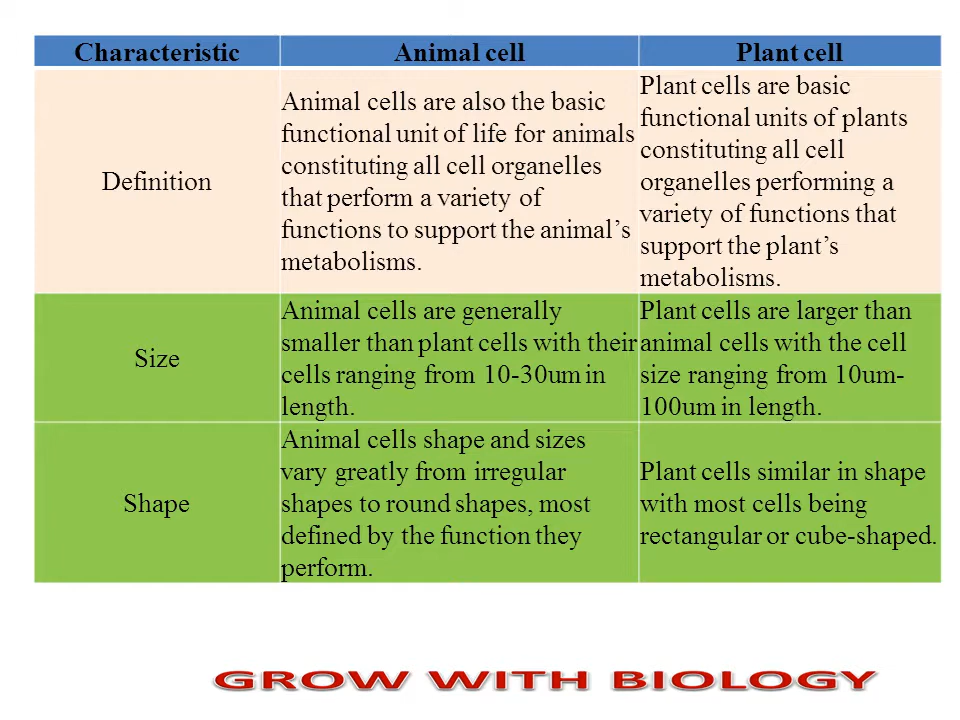 Characteristic
Animal cell
Plant cell
Definition
Animal cells are also the basic
functional unit of life for animals
constituting all cell organelles
that perform a variety of
functions to support the animal’s
metabolisms.
Plant cells are basic
functional units of plants
constituting all cell
organelles performing a
variety of functions that
support the plant’s
metabolisms.
Size
Animal cells are generally
smaller than plant cells with their
cells ranging from 10-30um in
length.
Plant cells are larger than
animal cells with the cell
size ranging from 10um-
100um in length.
Shape
Animal cells shape and sizes
vary greatly from irregular
shapes to round shapes, most
defined by the function they
perform.
Plant cells similar in shape
with most cells being
rectangular or cube-shaped.
GROW WITH BIOLOGY